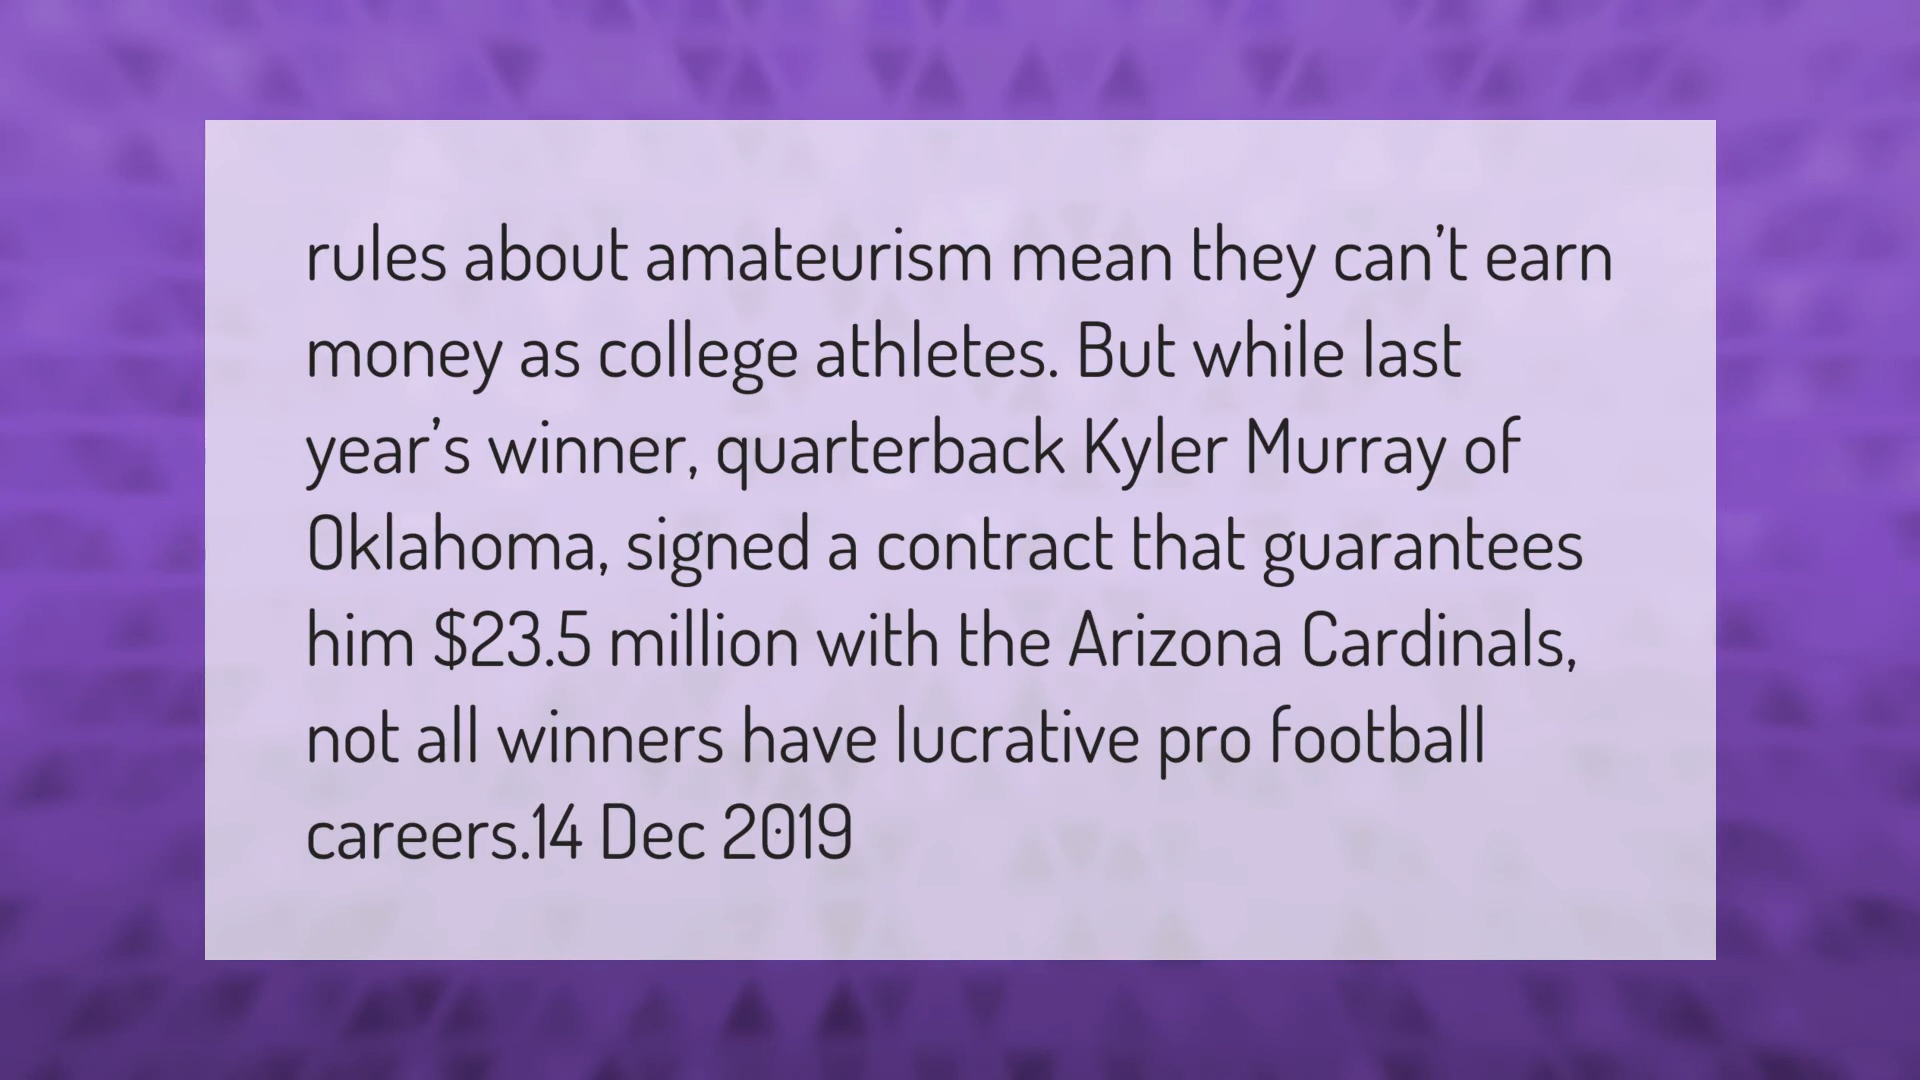 rules about amateurism mean they can't earn
money as college athletes. But while last
year's winner, quarterback Kyler Murray of
Oklahoma, signed a contract that guarantees
him $23.5 million with the Arizona Cardinals,
not all winners have lucrative pro football
careers.14 Dec 2019